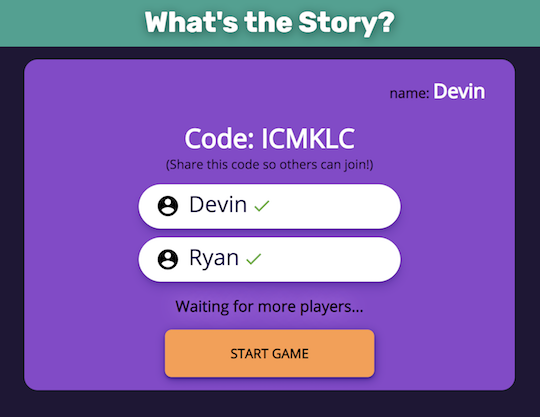 What's the Story?
name: Devin
Code: ICMKLC
(Share this code so others can join!)
Devin
Ryan
Waiting for more players...
START GAME